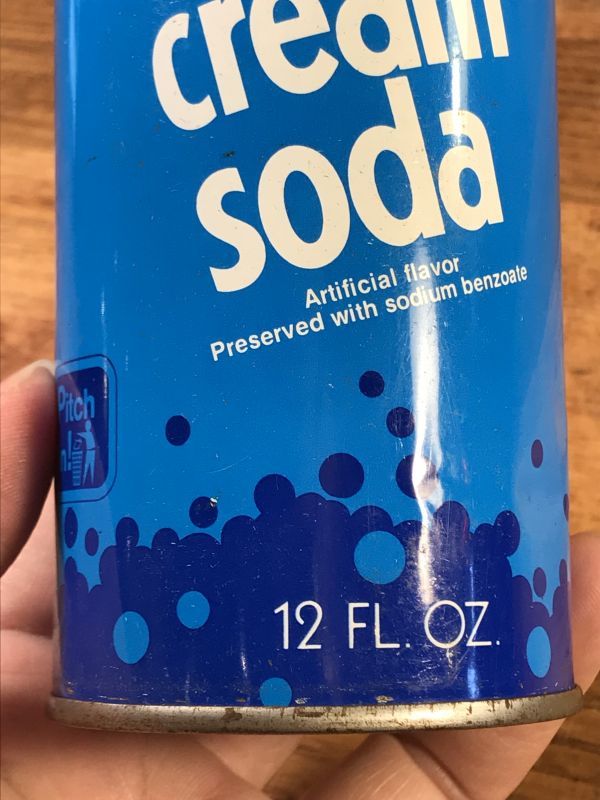 cream
soda
Artificial flavor
Preserved with sodium benzoate
Pitch
n!
12 FL. OZ.